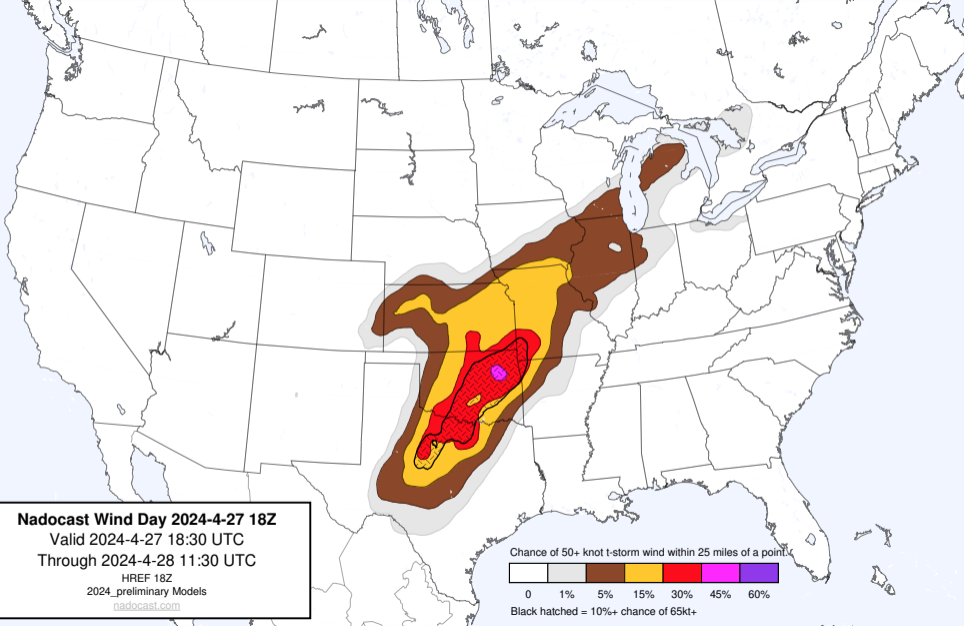 Nadocast Wind Day 2024-4-27 18Z
Valid 2024-4-27 18:30 UTC
Through 2024-4-28 11:30 UTC
HREF 18Z
2024_preliminary Models
nadocast.com
Chance of 50+ knot t-storm wind within 25 miles of a point.
0 1% 5% 15% 30% 45% 60%
Black hatched = 10%+ chance of 65kt+